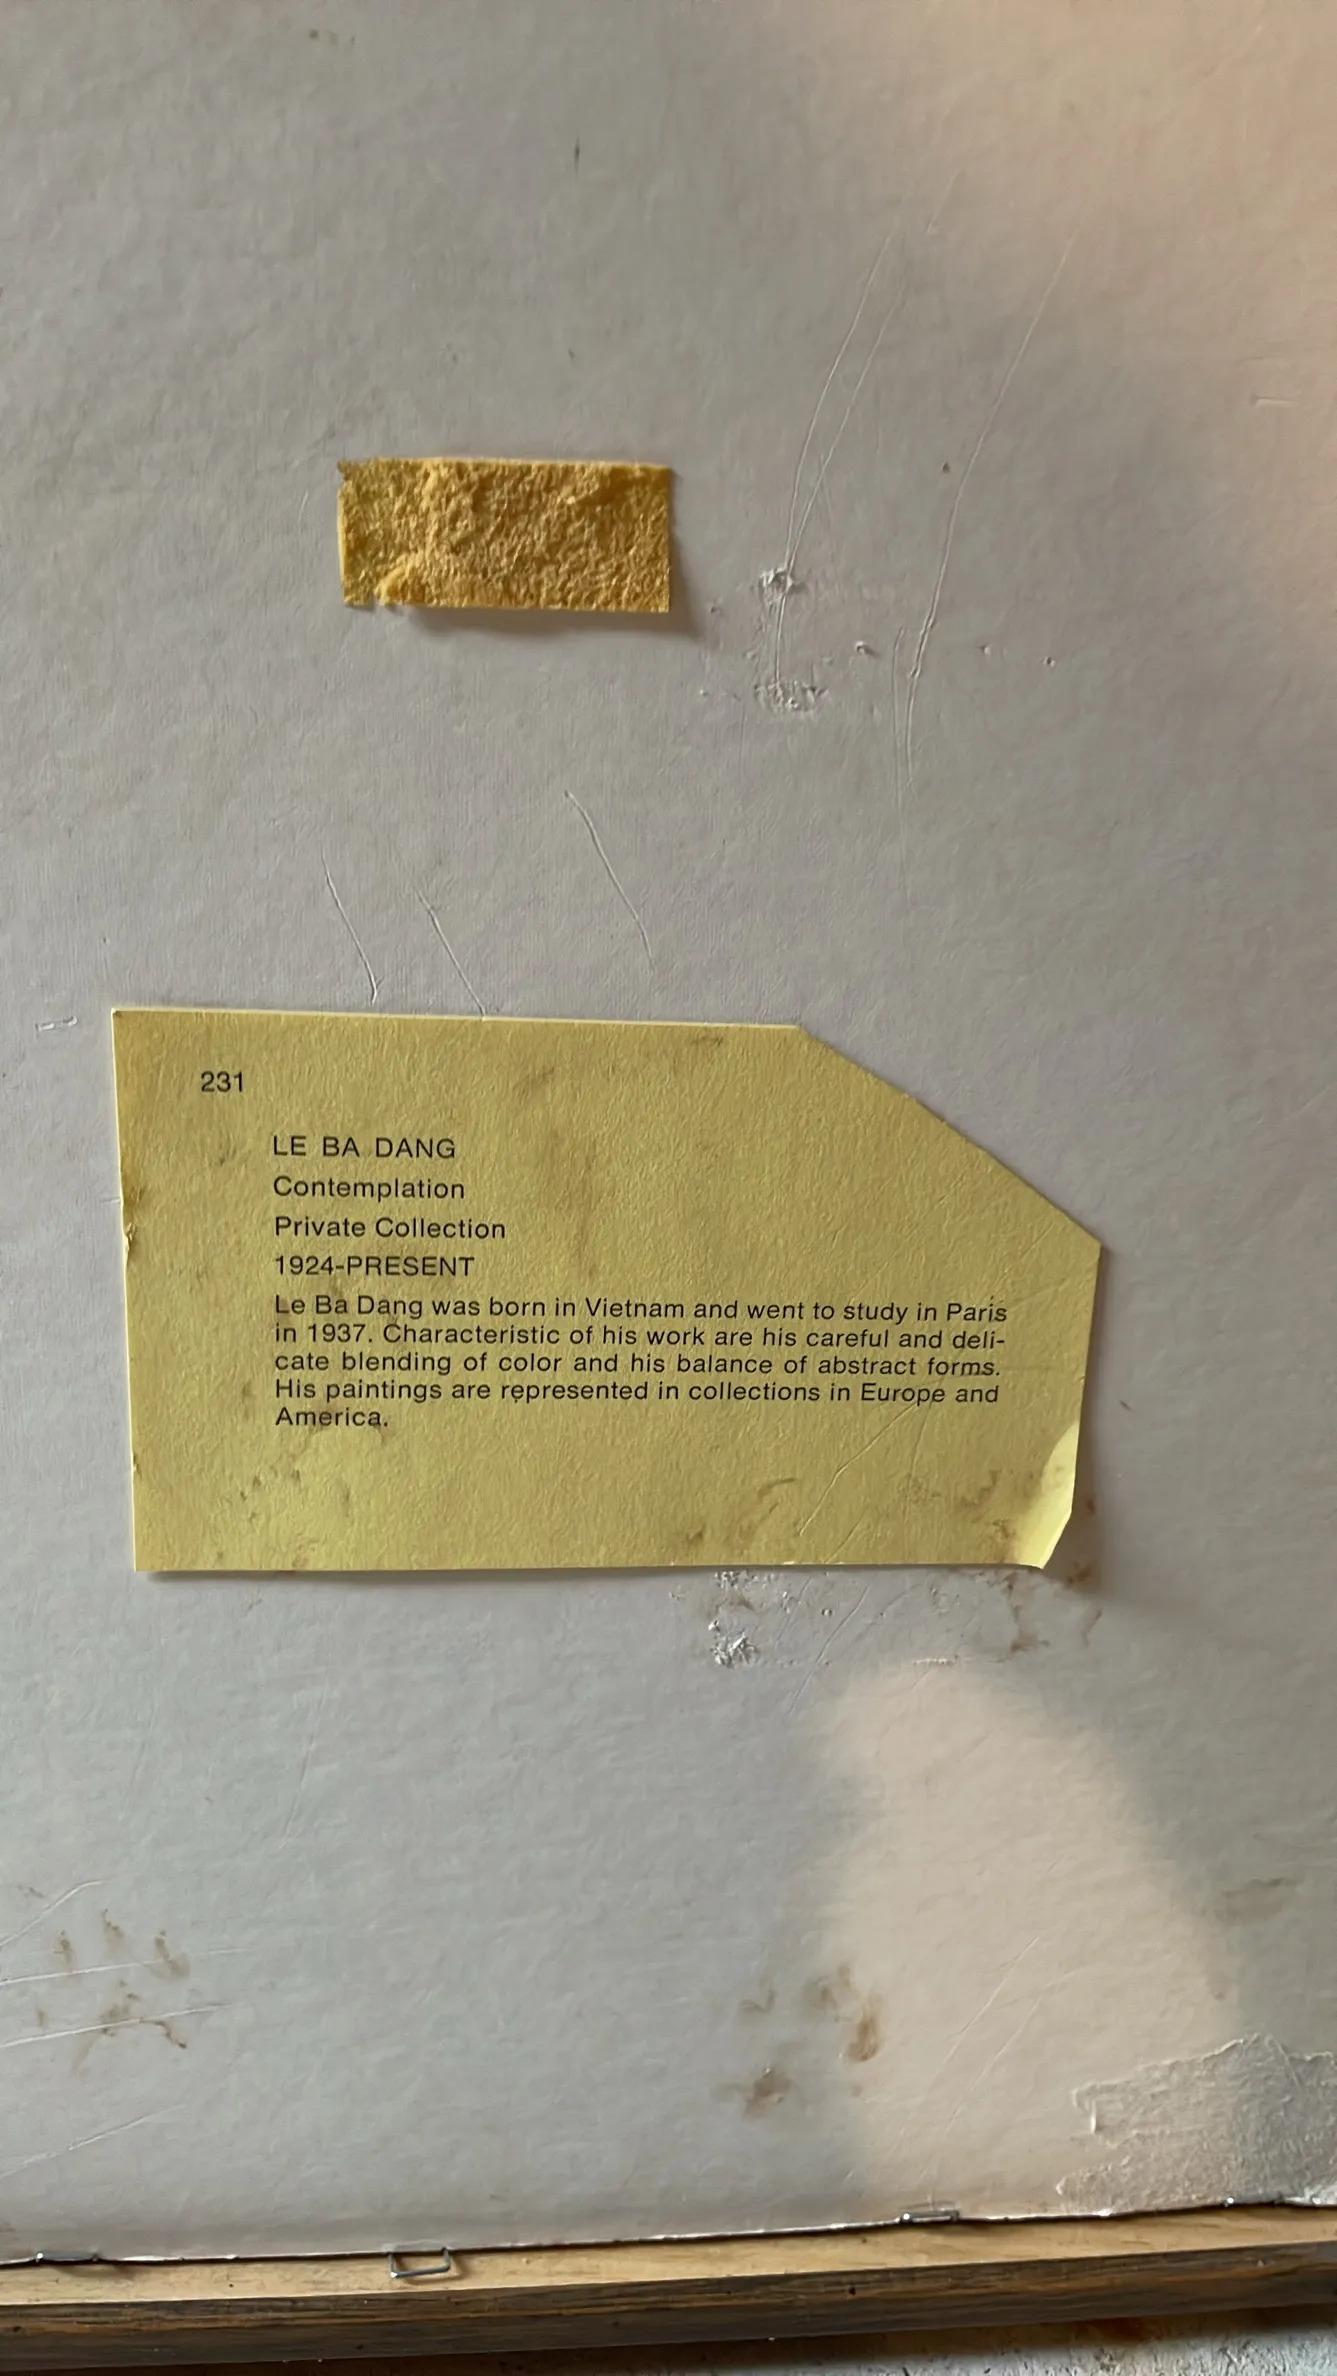 231
LE BA DANG
Contemplation
Private Collection
1924-PRESENT
Le Ba Dang was born in Vietnam and went to study in Paris
in 1937. Characteristic of his work are his careful and deli-
cate blending of color and his balance of abstract forms.
His paintings are represented in collections in Europe and
America.